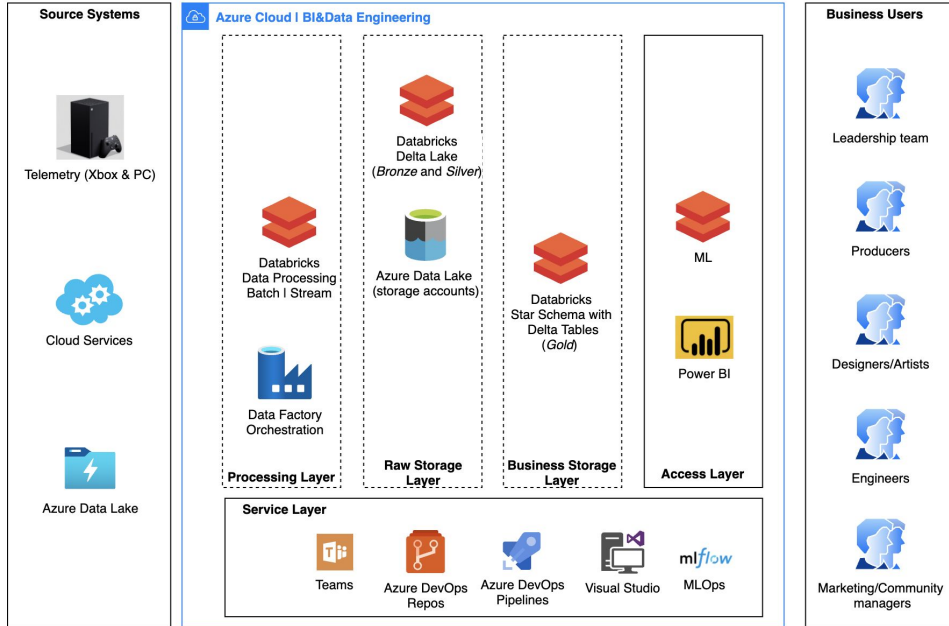 Source Systems
Telemetry (Xbox & PC)
Cloud Services
Azure Data Lake
Azure Cloud | BI&Data Engineering
Databricks
Data Processing
Batch | Stream
Data Factory
Orchestration
Processing Layer
Databricks
Delta Lake
(Bronze and Silver)
Azure Data Lake
(storage accounts)
Raw Storage
Layer
Databricks
Star Schema with
Delta Tables
(Gold)
Business Storage
Layer
ML
Power BI
Access Layer
Service Layer
Teams
Azure DevOps
Repos
Azure DevOps
Pipelines
Visual Studio
mlflow
MLOps
Business Users
Leadership team
Producers
Designers/Artists
Engineers
Marketing/Community
managers